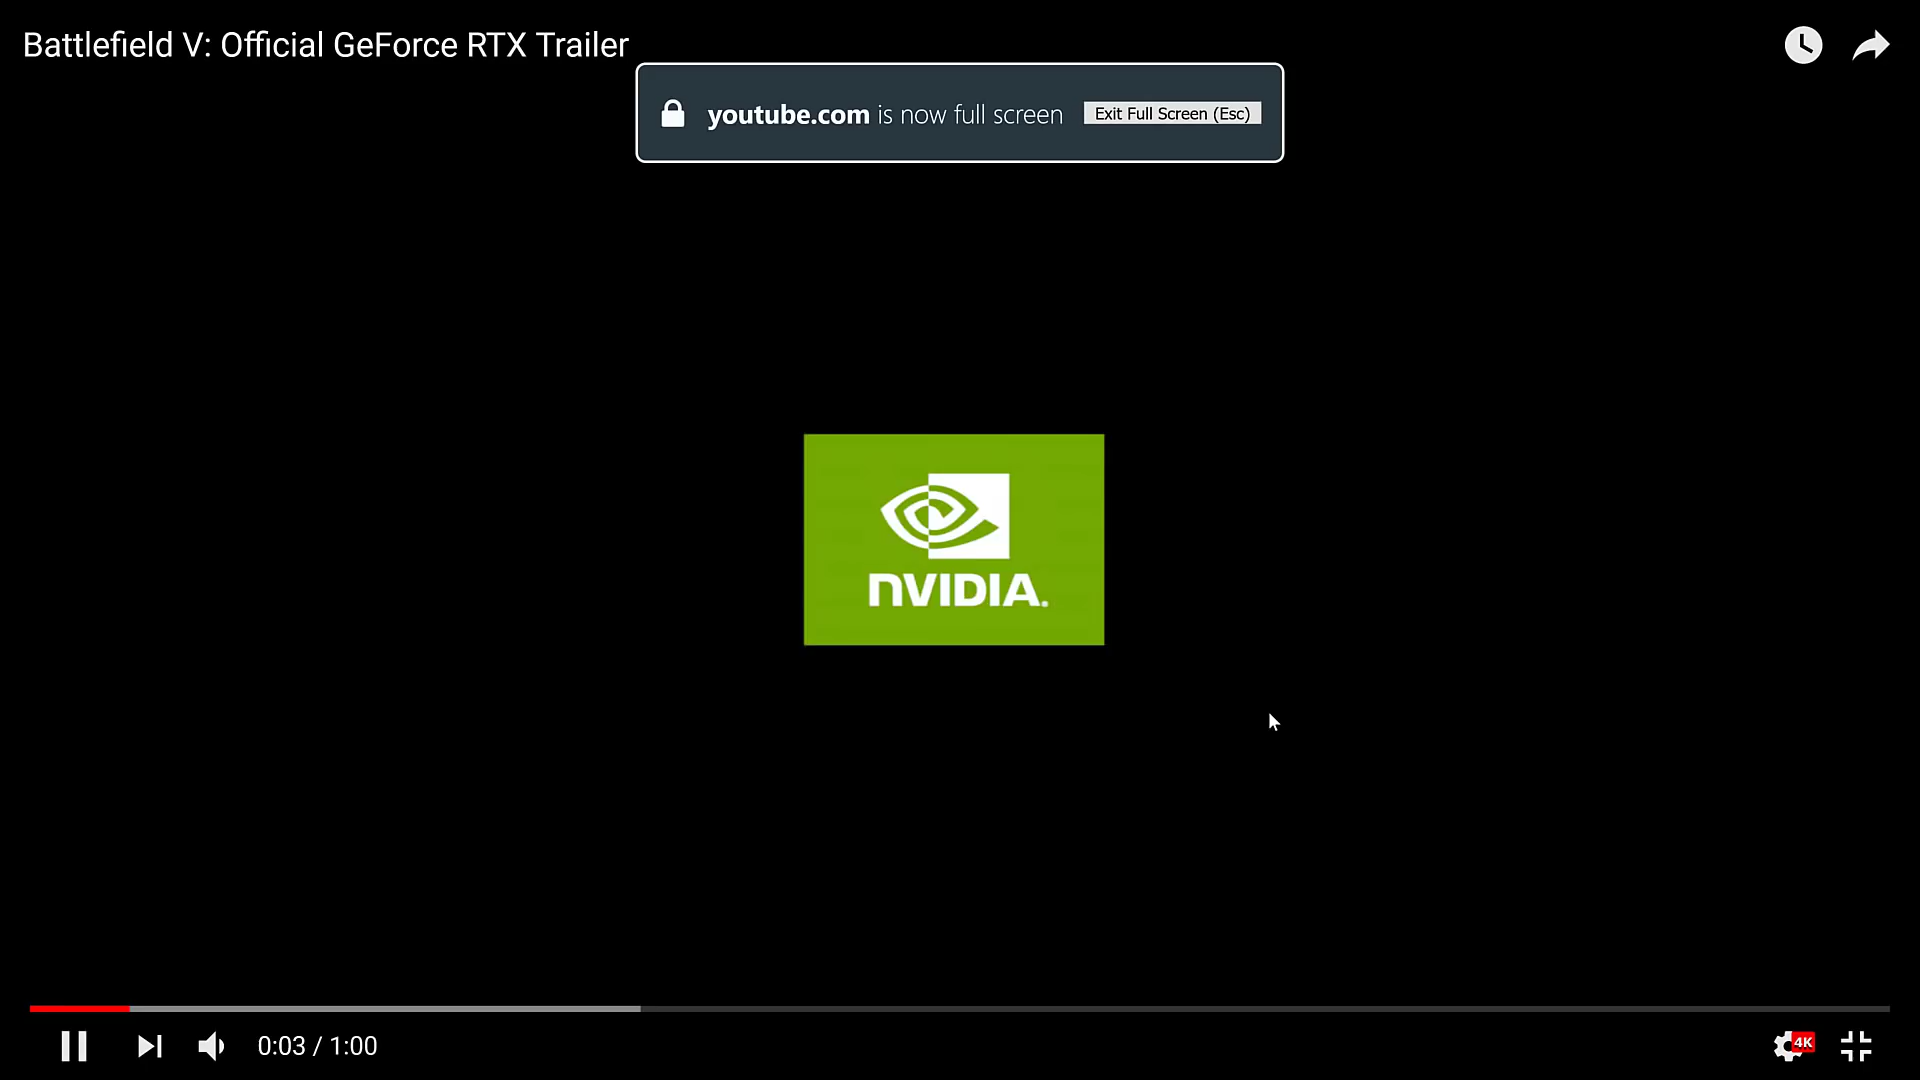 Battlefield V: Official GeForce RTX Trailer
youtube.com is now full screen Exit Full Screen (Esc)
NVIDIA.
0:03 / 1:00
4K